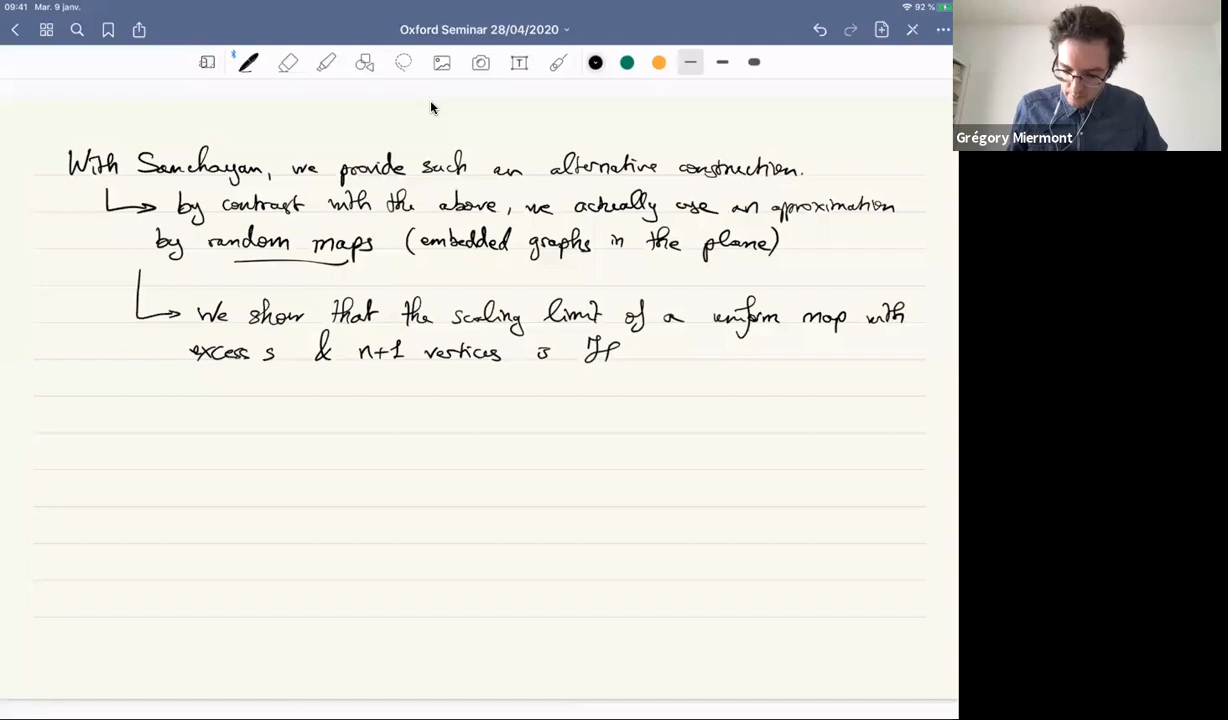 09:41 Mar. 9 janv.
92 %
Oxford Seminar 28/04/2020
Grégory Miermont
With Sanchayan, we provide such an alternative construction.
by contrast with the above, we actually use an approximation
by random maps (embedded graphs in the plane)
We show that the scaling limit of a uniform map with
excess s & n+1 vertices is